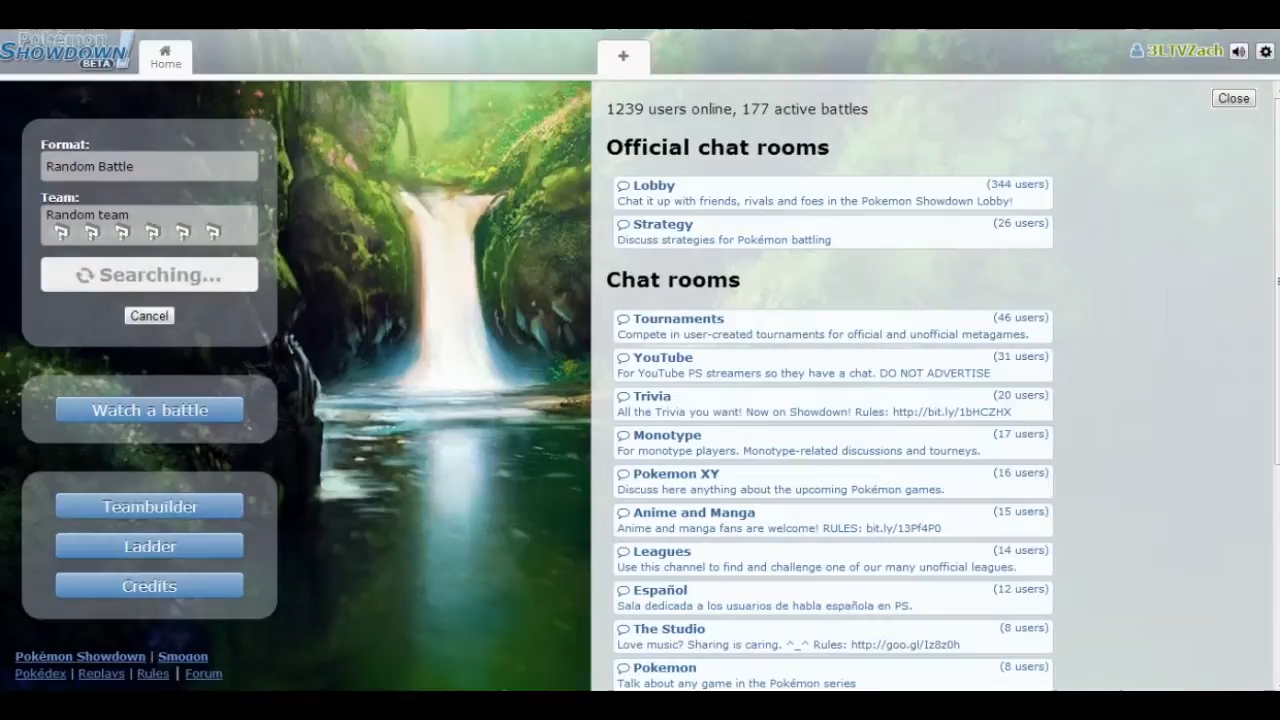 Pokémon
SHOWDOWN
BETA
Home
+
3LTVZach
Format:
Random Battle
Team:
Random team
Searching...
Cancel
Watch a battle
Teambuilder
Ladder
Credits
Pokémon Showdown | Smogon
Pokédex | Replays | Rules | Forum
Close
1239 users online, 177 active battles
Official chat rooms
Lobby (344 users)
Chat it up with friends, rivals and foes in the Pokemon Showdown Lobby!
Strategy (26 users)
Discuss strategies for Pokémon battling
Chat rooms
Tournaments (46 users)
Compete in user-created tournaments for official and unofficial metagames.
YouTube (31 users)
For YouTube PS streamers so they have a chat. DO NOT ADVERTISE
Trivia (20 users)
All the Trivia you want! Now on Showdown! Rules: http://bit.ly/1bHCZHX
Monotype (17 users)
For monotype players. Monotype-related discussions and tourneys.
Pokemon XY (16 users)
Discuss here anything about the upcoming Pokémon games.
Anime and Manga (15 users)
Anime and manga fans are welcome! RULES: bit.ly/13Pf4P0
Leagues (14 users)
Use this channel to find and challenge one of our many unofficial leagues.
Español (12 users)
Sala dedicada a los usuarios de habla española en PS.
The Studio (8 users)
Love music? Sharing is caring. ^_^ Rules: http://goo.gl/Iz8z0h
Pokemon (8 users)
Talk about any game in the Pokémon series